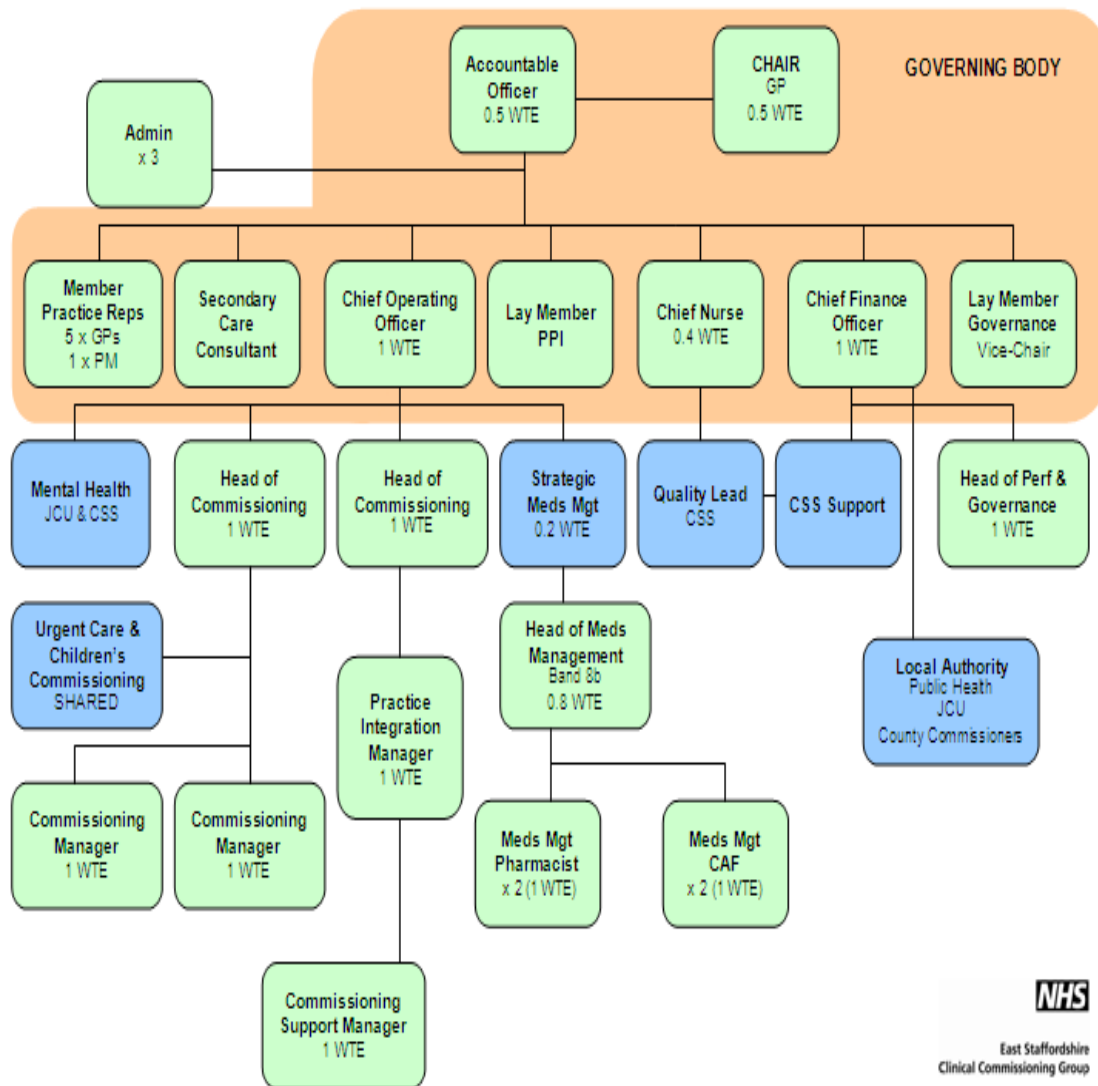 GOVERNING BODY
Accountable
Officer
0.5 WTE
CHAIR
GP
0.5 WTE
Admin
x 3
Member
Practice Reps
5 x GPs
1 x PM
Secondary
Care
Consultant
Chief Operating
Officer
1 WTE
Lay Member
PPI
Chief Nurse
0.4 WTE
Chief Finance
Officer
1 WTE
Lay Member
Governance
Vice-Chair
Mental Health
JCU & CSS
Head of
Commissioning
1 WTE
Head of
Commissioning
1 WTE
Strategic
Meds Mgt
0.2 WTE
Quality Lead
CSS
CSS Support
Head of Perf &
Governance
1 WTE
Urgent Care &
Children's
Commissioning
SHARED
Practice
Integration
Manager
1 WTE
Head of Meds
Management
Band 8b
0.8 WTE
Local Authority
Public Heath
JCU
County Commissioners
Commissioning
Manager
1 WTE
Commissioning
Manager
1 WTE
Meds Mgt
Pharmacist
x 2 (1 WTE)
Meds Mgt
CAF
x 2 (1 WTE)
Commissioning
Support Manager
1 WTE
NHS
East Staffordshire
Clinical Commissioning Group